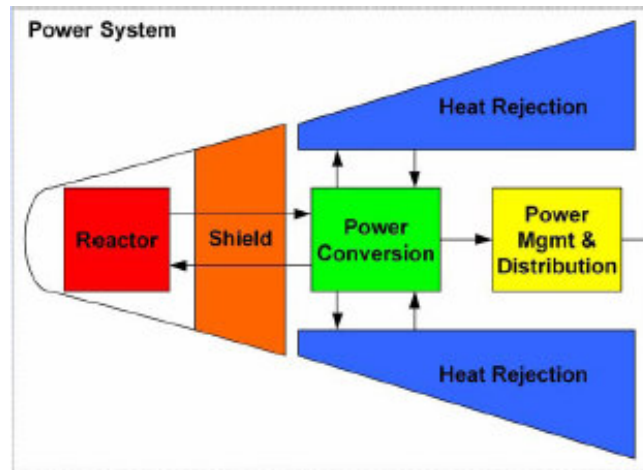 Power System
Heat Rejection
Reactor
Shield
Power
Conversion
Power
Mgmt &
Distribution
Heat Rejection